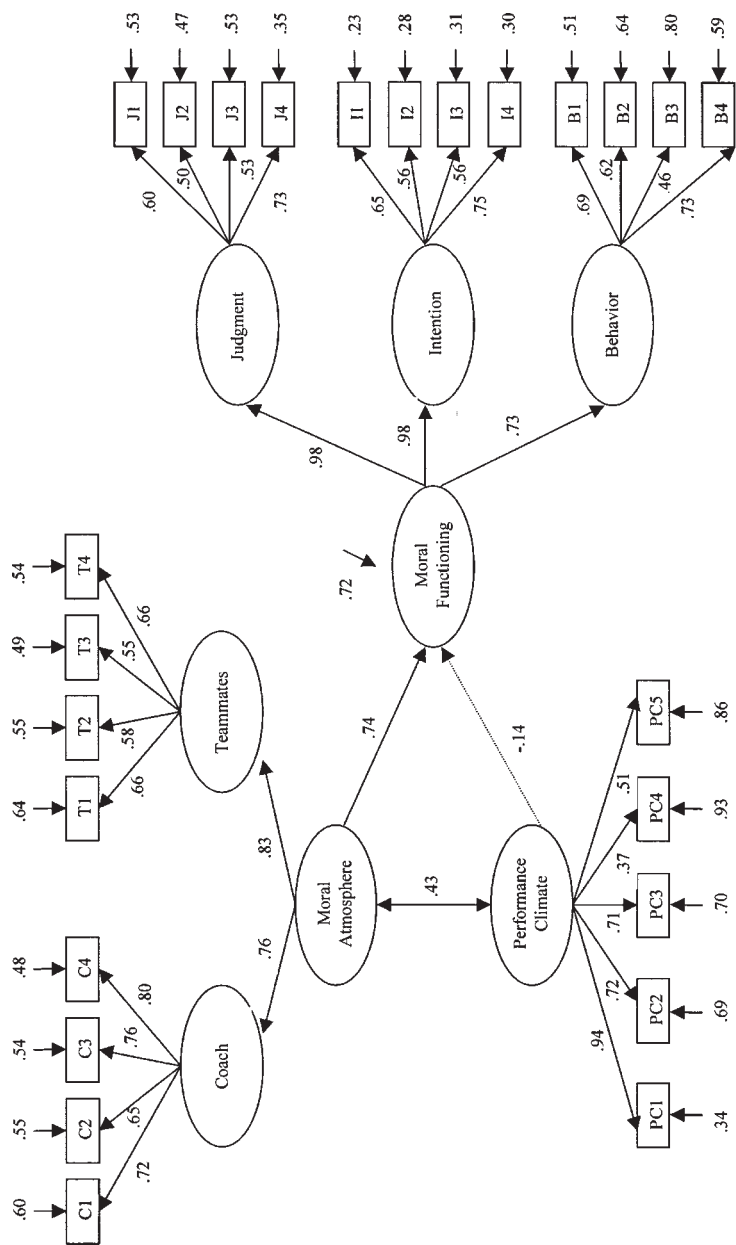 .60
.55
.54
.48
C1
C2
C3
C4
.72
.65
.76
.80
Coach
.64
.55
.49
.54
T1
T2
T3
T4
.66
.58
.55
.66
Teammates
.76
.83
Moral
Atmosphere
.43
Performance
Climate
.94
.72
.71
.37
.51
PC1
PC2
PC3
PC4
PC5
.34
.69
.70
.93
.86
.74
-.14
.72
Moral
Functioning
.98
.98
.73
Judgment
.60
.50
.53
.73
J1
J2
J3
J4
.53
.47
.53
.35
Intention
.65
.56
.56
.75
I1
I2
I3
I4
.23
.28
.31
.30
Behavior
.69
.62
.46
.73
B1
B2
B3
B4
.51
.64
.80
.59